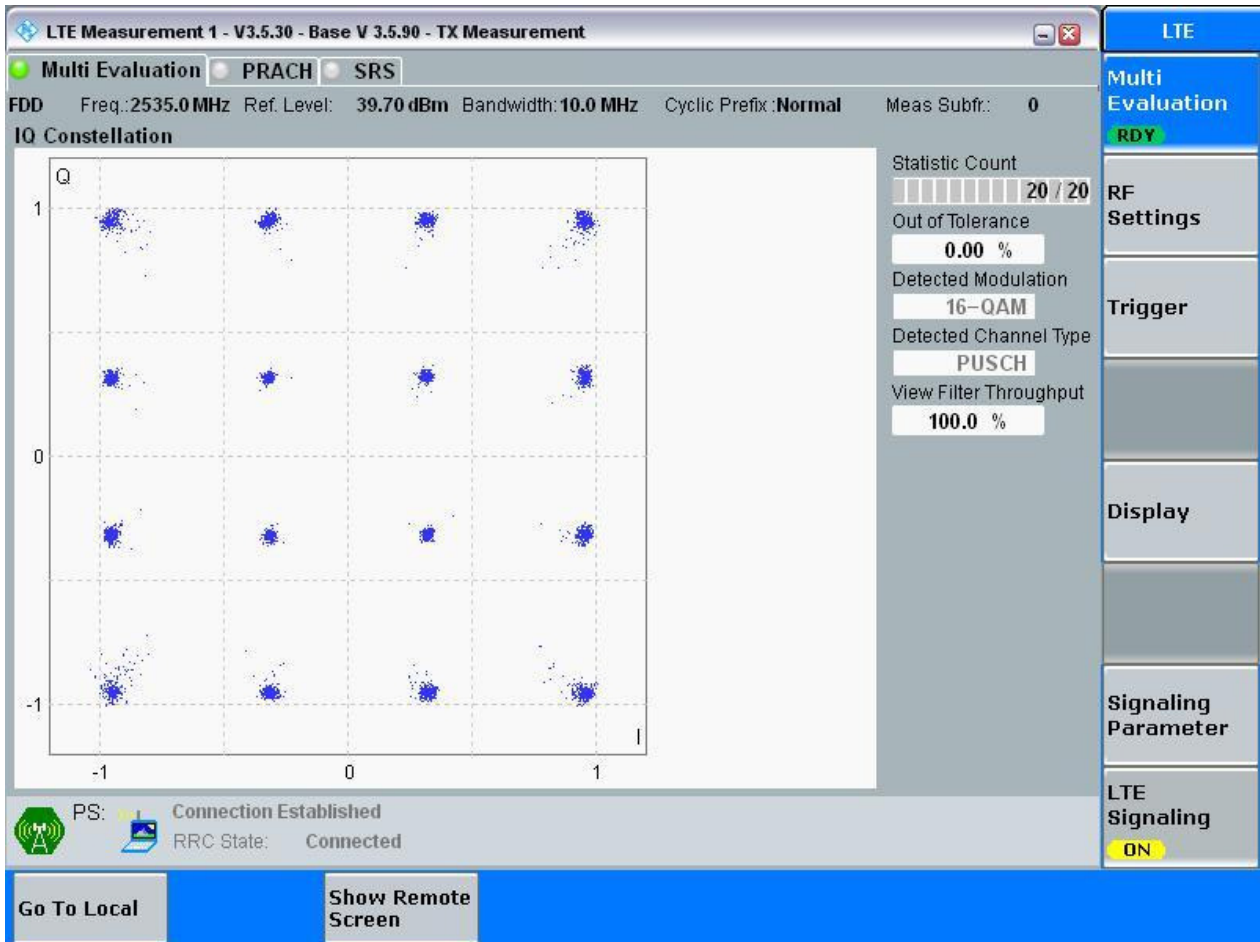 LTE Measurement 1 - V3.5.30 - Base V 3.5.90 - TX Measurement
LTE
Multi Evaluation PRACH SRS
Multi
Evaluation
RDY
FDD Freq.:2535.0 MHz Ref. Level: 39.70 dBm Bandwidth:10.0 MHz Cyclic Prefix :Normal Meas Subfr.: 0
IQ Constellation
Q
1
0
-1
-1 0 1
I
Statistic Count
20 / 20
Out of Tolerance
0.00 %
Detected Modulation
16-QAM
Detected Channel Type
PUSCH
View Filter Throughput
100.0 %
RF
Settings
Trigger
Display
Signaling
Parameter
LTE
Signaling
ON
PS: Connection Established
RRC State: Connected
Go To Local
Show Remote
Screen